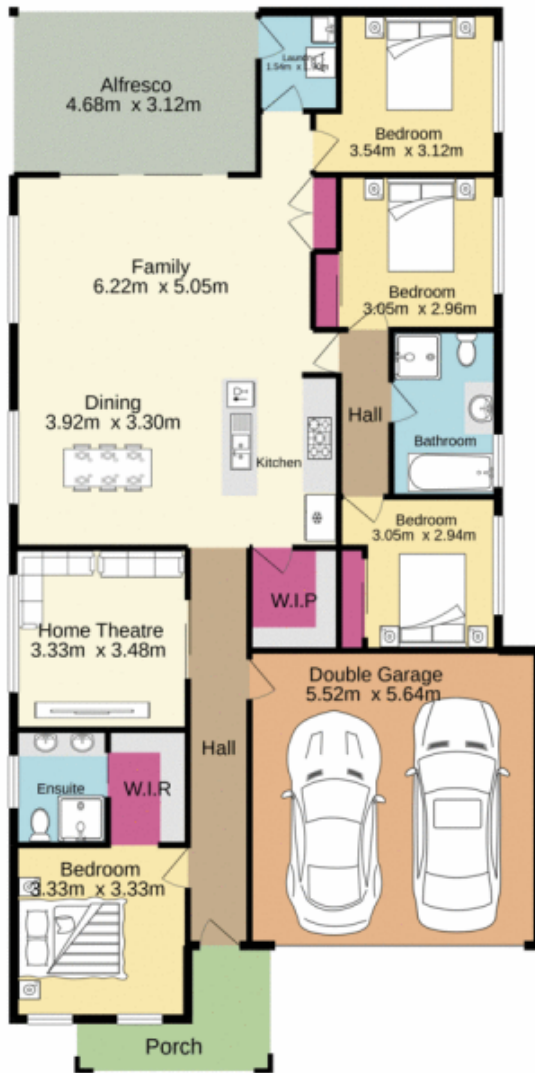 Alfresco
4.68m x 3.12m
Laundry
Bedroom
3.54m x 3.12m
Family
6.22m x 5.05m
Bedroom
3.05m x 2.96m
Dining
3.92m x 3.30m
Hall
Kitchen
Bathroom
Bedroom
3.05m x 2.94m
W.I.P
Home Theatre
3.33m x 3.48m
Double Garage
5.52m x 5.64m
Hall
Ensuite
W.I.R
Bedroom
3.33m x 3.33m
Porch